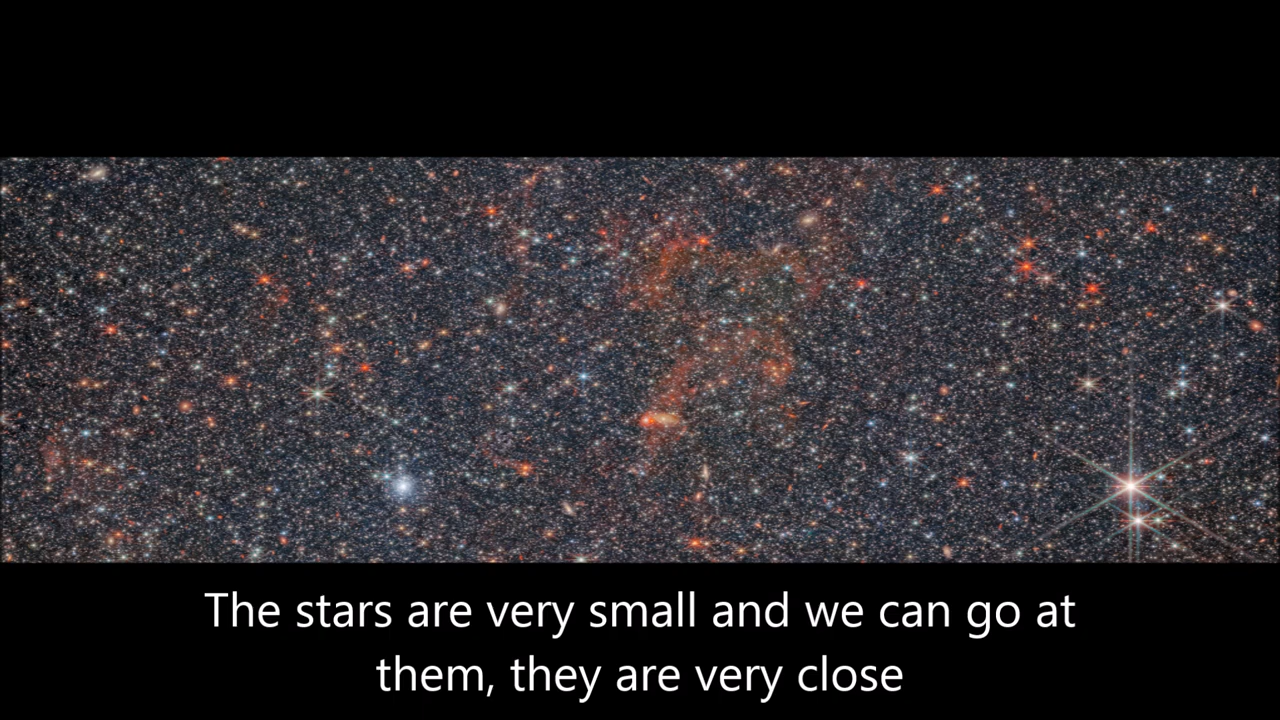 The stars are very small and we can go at
them, they are very close